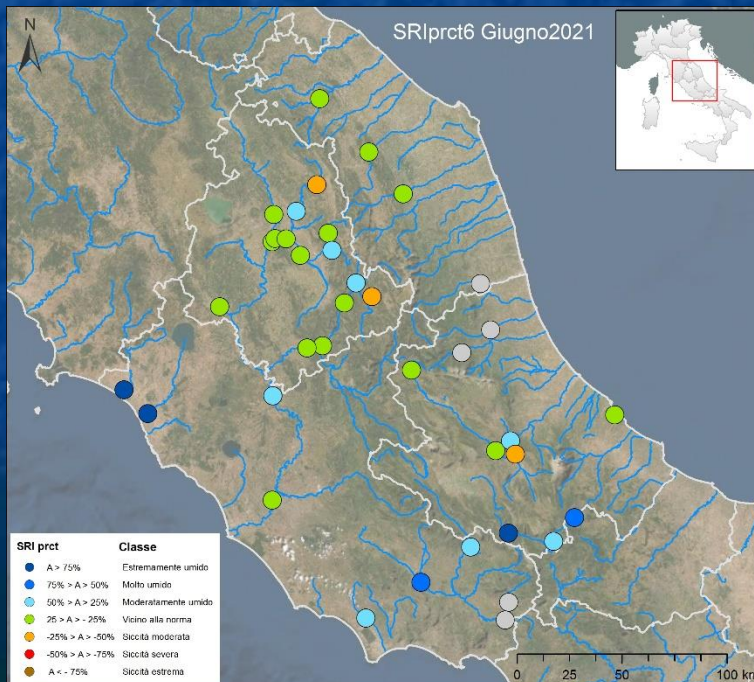 N
SRIprct6 Giugno2021
SRI prct Classe
A > 75% Estremamente umido
75% > A > 50% Molto umido
50% > A > 25% Moderatamente umido
25 > A > - 25% Vicino alla norma
-25% > A > -50% Siccità moderata
-50% > A > -75% Siccità severa
A < - 75% Siccità estrema
0 25 50 100 km